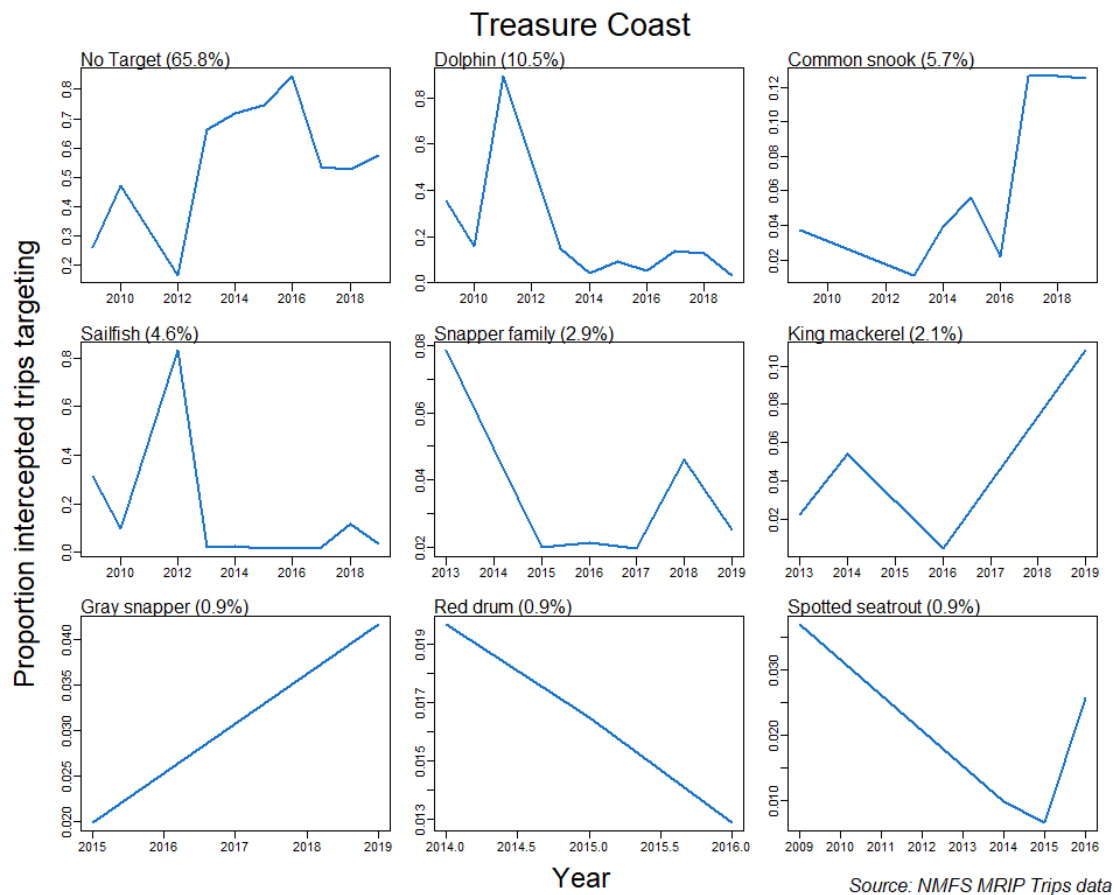 Treasure Coast
Proportion intercepted trips targeting
No Target (65.8%)
0.2 0.3 0.4 0.5 0.6 0.7 0.8
2010 2012 2014 2016 2018
Dolphin (10.5%)
0.0 0.2 0.4 0.6 0.8
2010 2012 2014 2016 2018
Common snook (5.7%)
0.02 0.04 0.06 0.08 0.10 0.12
2010 2012 2014 2016 2018
Sailfish (4.6%)
0.0 0.2 0.4 0.6 0.8
2010 2012 2014 2016 2018
Snapper family (2.9%)
0.02 0.04 0.06 0.08
2013 2014 2015 2016 2017 2018 2019
King mackerel (2.1%)
0.02 0.04 0.06 0.08 0.10
2013 2014 2015 2016 2017 2018 2019
Gray snapper (0.9%)
0.020 0.025 0.030 0.035 0.040
2015 2016 2017 2018 2019
Red drum (0.9%)
0.013 0.015 0.017 0.019
2014.0 2014.5 2015.0 2015.5 2016.0
Spotted seatrout (0.9%)
0.010 0.020 0.030
2009 2010 2011 2012 2013 2014 2015 2016
Year
Source: NMFS MRIP Trips data